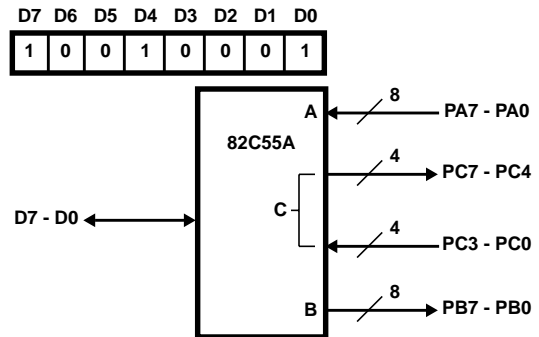 D7 D6 D5 D4 D3 D2 D1 D0
1 0 0 1 0 0 0 1
8
A
PA7 - PA0
82C55A
4
PC7 - PC4
C
D7 - D0
4
PC3 - PC0
8
B
PB7 - PB0